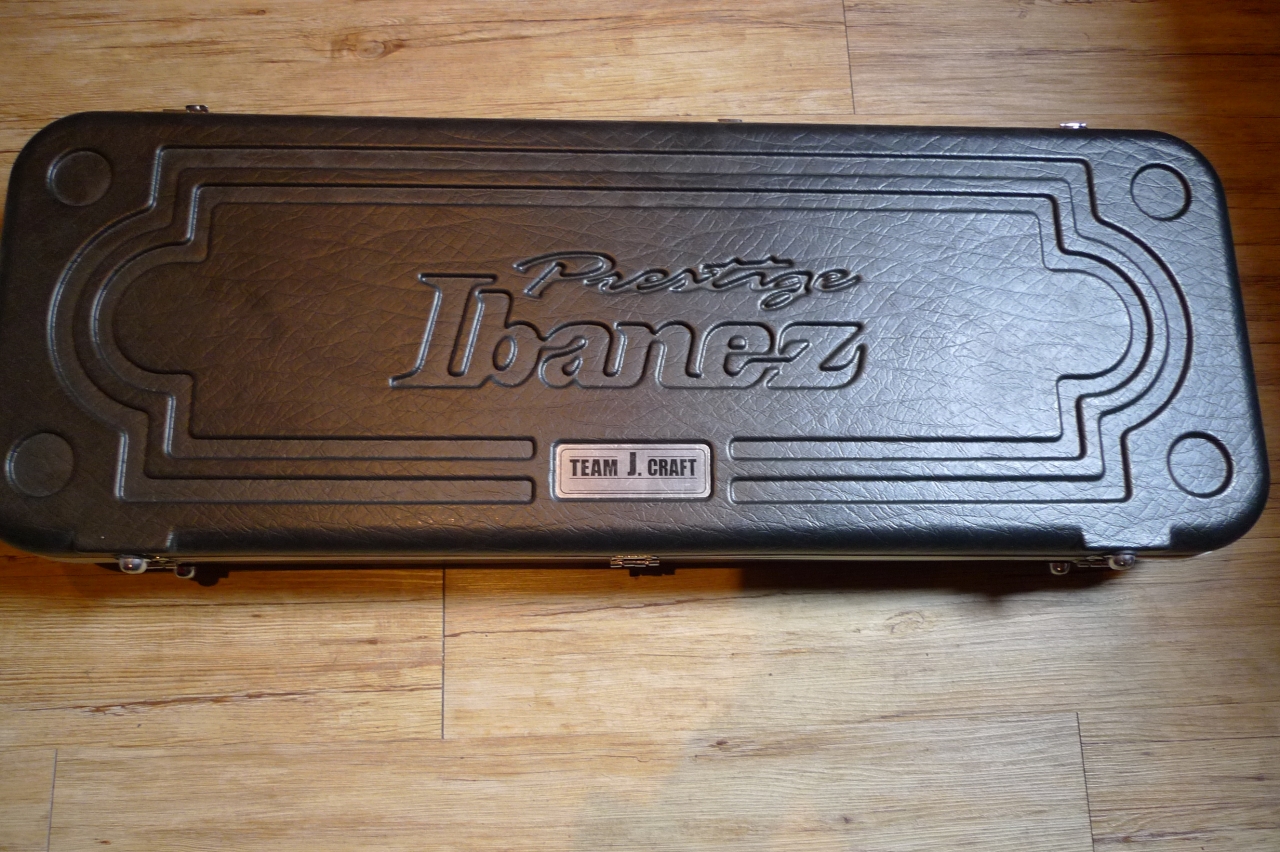 Prestige
Ibanez
TEAM J. CRAFT